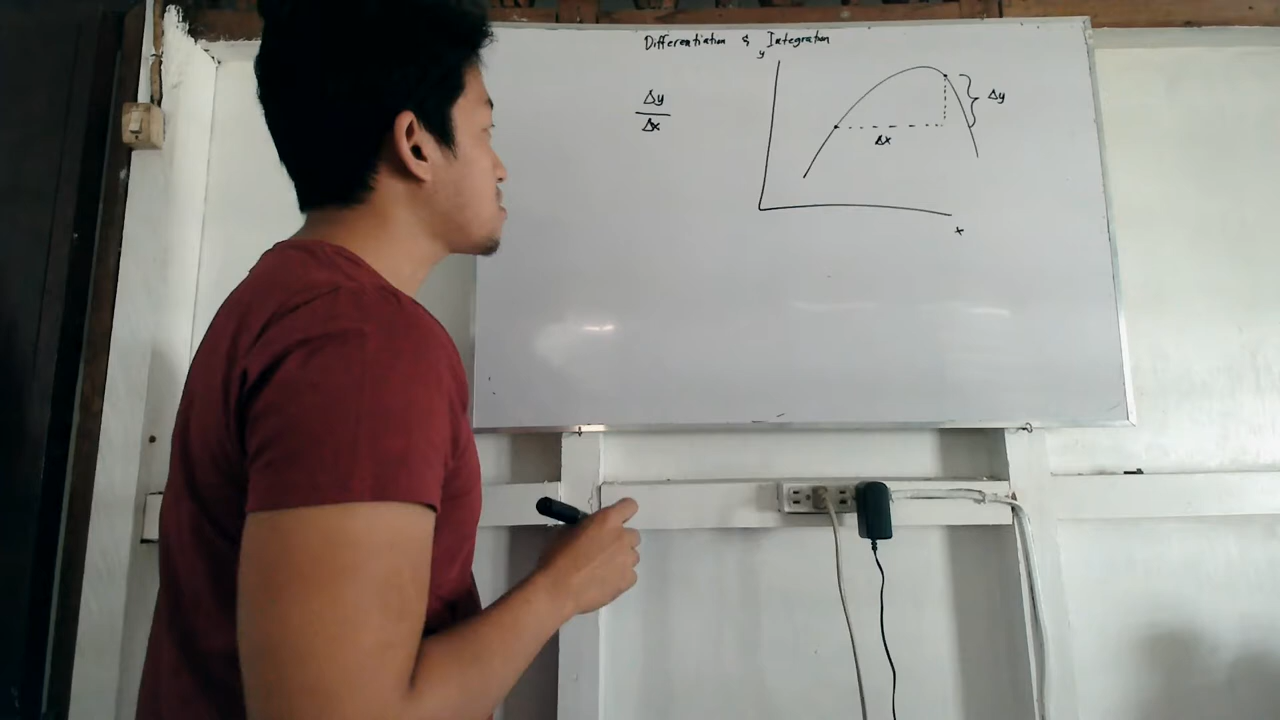 Differentiation & Integration
Δy
Δx
y
Δy
Δx
x